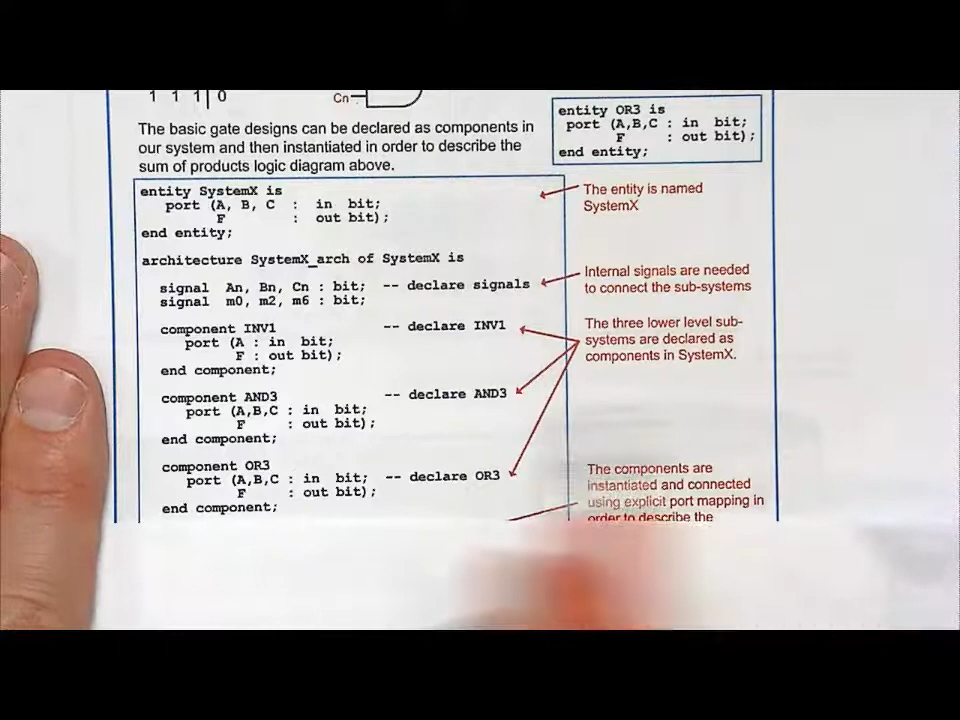 1 1 1 | 0
Cn
The basic gate designs can be declared as components in
our system and then instantiated in order to describe the
sum of products logic diagram above.
entity OR3 is
port (A,B,C : in bit;
F : out bit);
end entity;
entity SystemX is
port (A, B, C : in bit;
F : out bit);
end entity;
The entity is named
SystemX
architecture SystemX_arch of SystemX is
signal An, Bn, Cn : bit; -- declare signals
signal m0, m2, m6 : bit;
Internal signals are needed
to connect the sub-systems
component INV1 -- declare INV1
port (A : in bit;
F : out bit);
end component;
The three lower level sub-
systems are declared as
components in SystemX.
component AND3 -- declare AND3
port (A,B,C : in bit;
F : out bit);
end component;
component OR3
port (A,B,C : in bit; -- declare OR3
F : out bit);
end component;
The components are
instantiated and connected
using explicit port mapping in
order to describe the